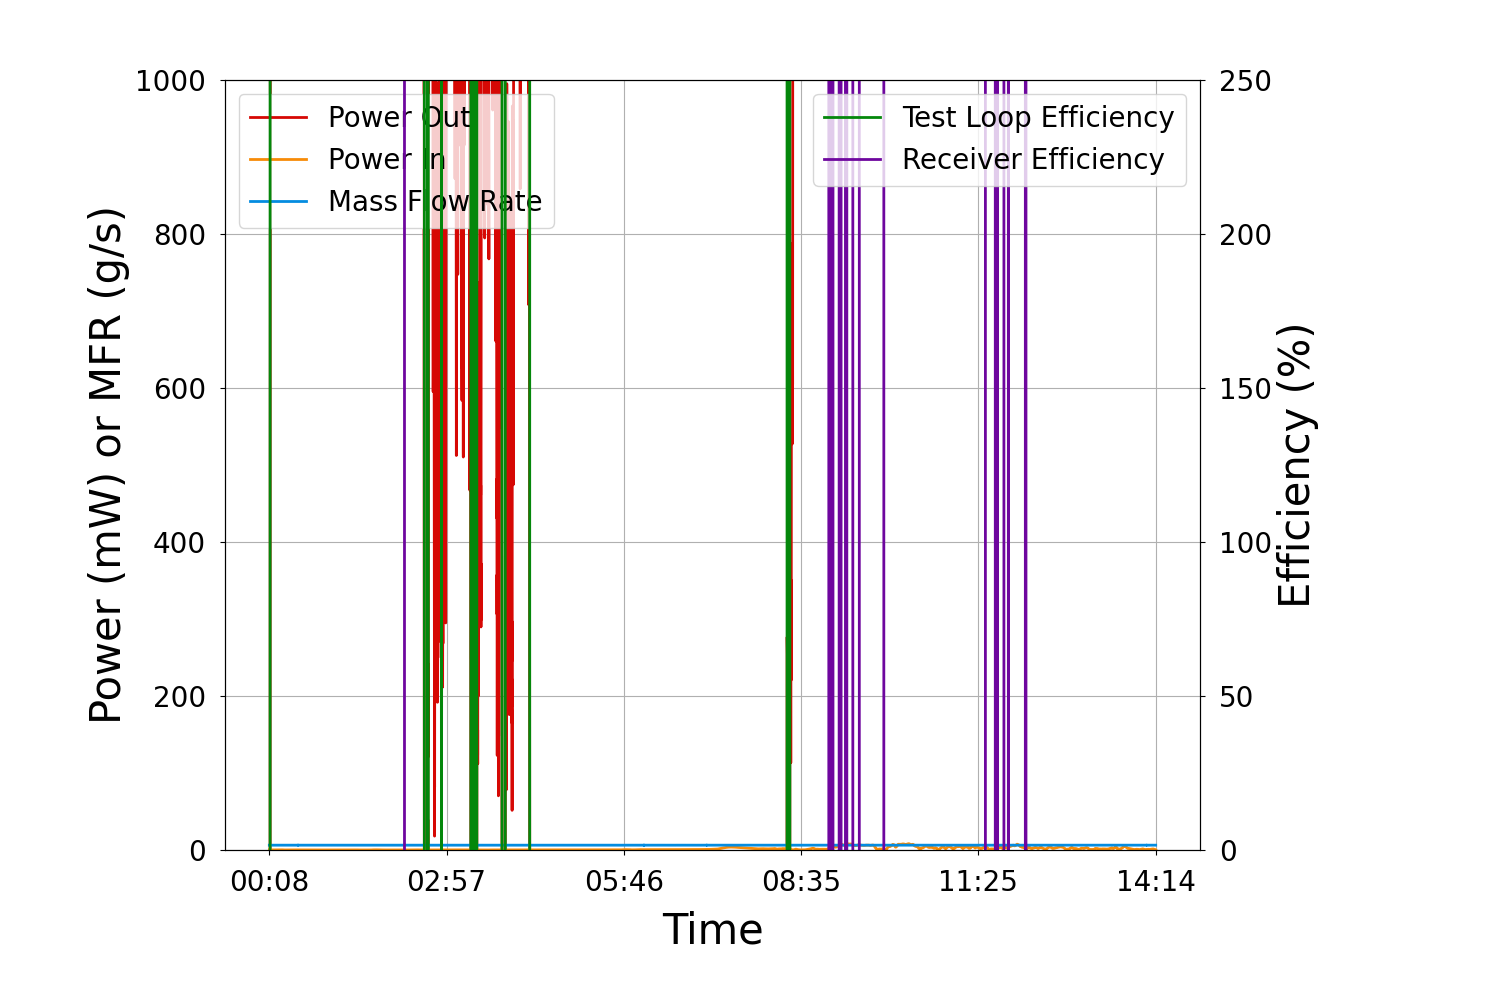 1000
800
600
400
200
0
Power (mW) or MFR (g/s)
Power Out
Power In
Mass Flow Rate
Test Loop Efficiency
Receiver Efficiency
250
200
150
100
50
0
Efficiency (%)
00:08 02:57 05:46 08:35 11:25 14:14
Time